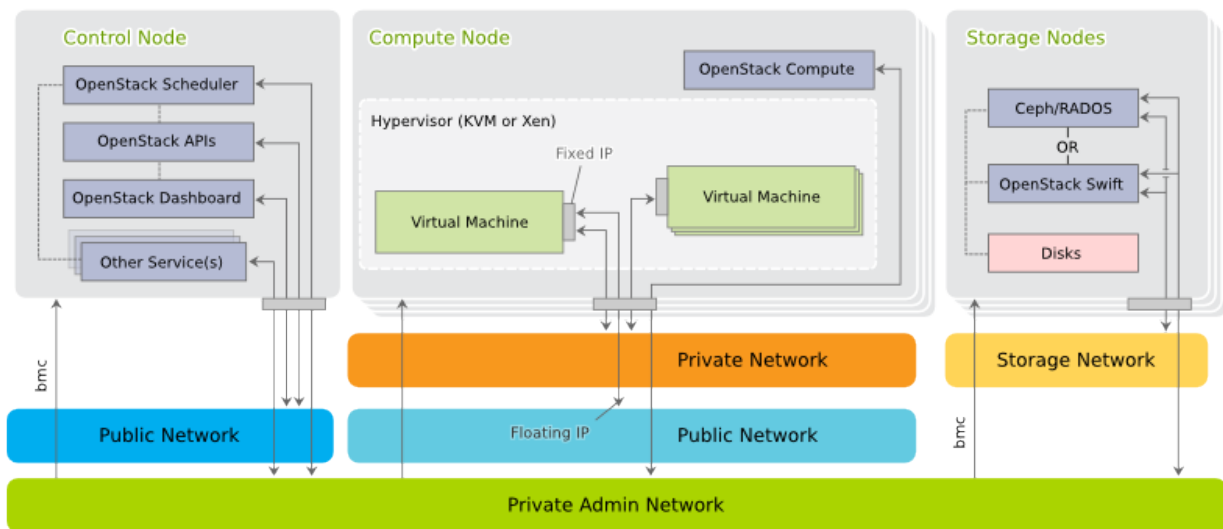 Control Node
OpenStack Scheduler
OpenStack APIs
OpenStack Dashboard
Other Service(s)
Compute Node
OpenStack Compute
Hypervisor (KVM or Xen)
Fixed IP
Virtual Machine
Virtual Machine
Storage Nodes
Ceph/RADOS
OR
OpenStack Swift
Disks
bmc
Private Network
Storage Network
Public Network
Floating IP
Public Network
bmc
Private Admin Network